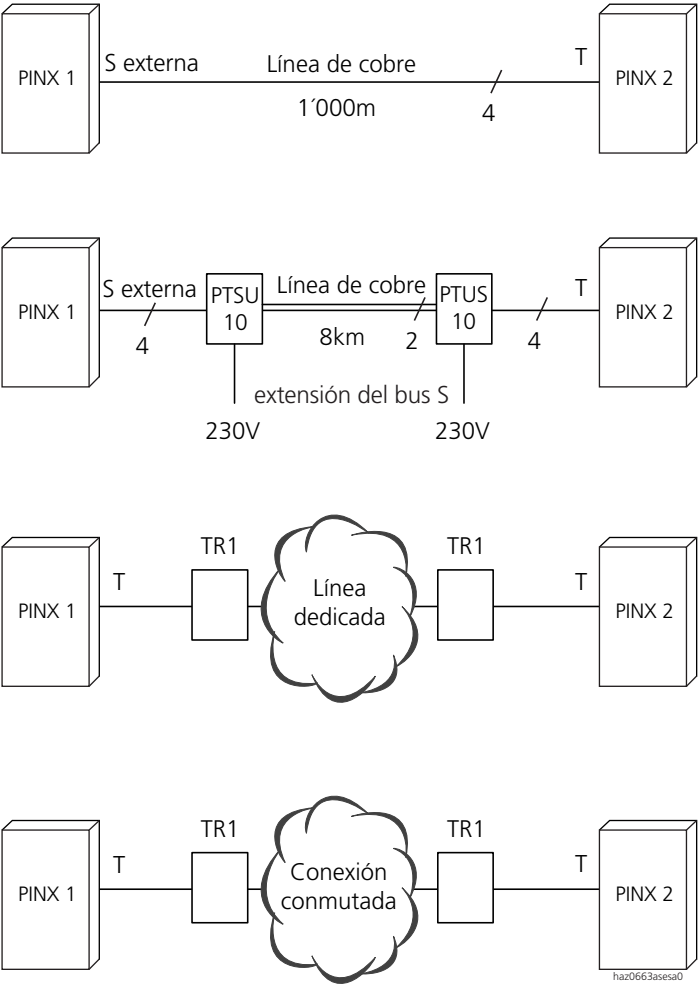 PINX 1
S externa
Línea de cobre
1´000m
4
T
PINX 2
PINX 1
S externa
4
PTSU
10
Línea de cobre
8km
2
PTUS
10
4
T
PINX 2
extensión del bus S
230V
230V
PINX 1
T
TR1
Línea
dedicada
TR1
T
PINX 2
PINX 1
T
TR1
Conexión
conmutada
TR1
T
PINX 2
haz0663asesa0